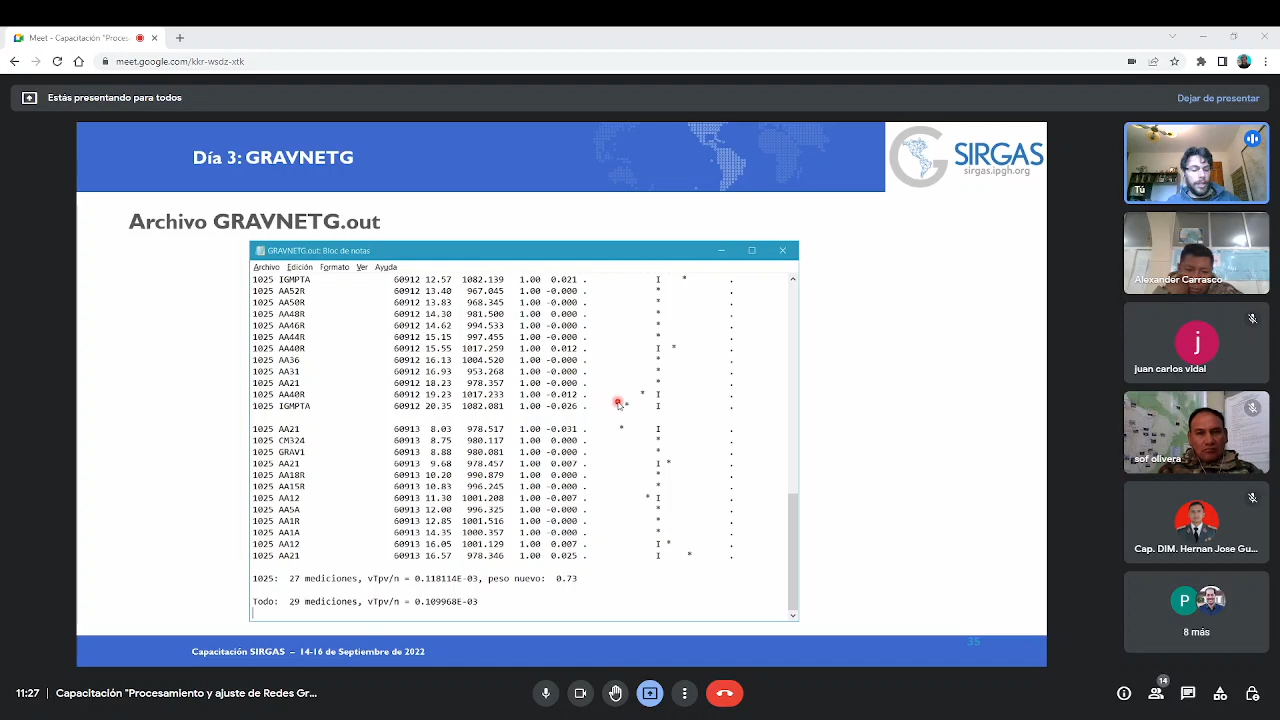 Meet - Capacitación "Proces
meet.google.com/kkr-wsdz-xtk
Estás presentando para todos
Dejar de presentar
Día 3: GRAVNETG
SIRGAS
sirgas.ipgh.org
Archivo GRAVNETG.out
GRAVNETG.out: Bloc de notas
Archivo Edición Formato Ver Ayuda
1025 IGMPTA 60912 12.57 1082.139 1.00 0.021 . I * .
1025 AA52R 60912 13.40 967.045 1.00 -0.000 . * .
1025 AA50R 60912 13.83 968.345 1.00 -0.000 . * .
1025 AA48R 60912 14.30 981.500 1.00 -0.000 . * .
1025 AA46R 60912 14.62 994.533 1.00 -0.000 . * .
1025 AA44R 60912 15.15 997.455 1.00 -0.000 . * .
1025 AA40R 60912 15.55 1017.259 1.00 0.012 . I * .
1025 AA36 60912 16.13 1004.520 1.00 -0.000 . * .
1025 AA31 60912 16.93 953.268 1.00 -0.000 . * .
1025 AA21 60912 18.23 978.357 1.00 -0.000 . * .
1025 AA40R 60912 19.23 1017.233 1.00 -0.012 . * I .
1025 IGMPTA 60912 20.35 1082.081 1.00 -0.026 . * I .
1025 AA21 60913 8.03 978.517 1.00 -0.031 . * I .
1025 CM324 60913 8.75 980.117 1.00 0.000 . * .
1025 GRAV1 60913 8.88 980.081 1.00 -0.000 . * .
1025 AA21 60913 9.68 978.457 1.00 0.007 . I * .
1025 AA18R 60913 10.20 990.879 1.00 0.000 . * .
1025 AA15R 60913 10.83 996.245 1.00 -0.000 . * .
1025 AA12 60913 11.30 1001.208 1.00 -0.007 . * I .
1025 AA5A 60913 12.00 996.325 1.00 -0.000 . * .
1025 AA1R 60913 12.85 1001.516 1.00 -0.000 . * .
1025 AA1A 60913 14.35 1000.357 1.00 -0.000 . * .
1025 AA12 60913 16.05 1001.129 1.00 0.007 . I * .
1025 AA21 60913 16.57 978.346 1.00 0.025 . I * .
1025: 27 mediciones, vTpv/n = 0.118114E-03, peso nuevo: 0.73
Todo: 29 mediciones, vTpv/n = 0.109968E-03
35
Capacitación SIRGAS – 14-16 de Septiembre de 2022
Tú
Alexander Carrasco
j
juan carlos vidal
sof olivera
Cap. DIM. Hernan Jose Gu...
P
8 más
11:27 | Capacitación "Procesamiento y ajuste de Redes Gr...
14